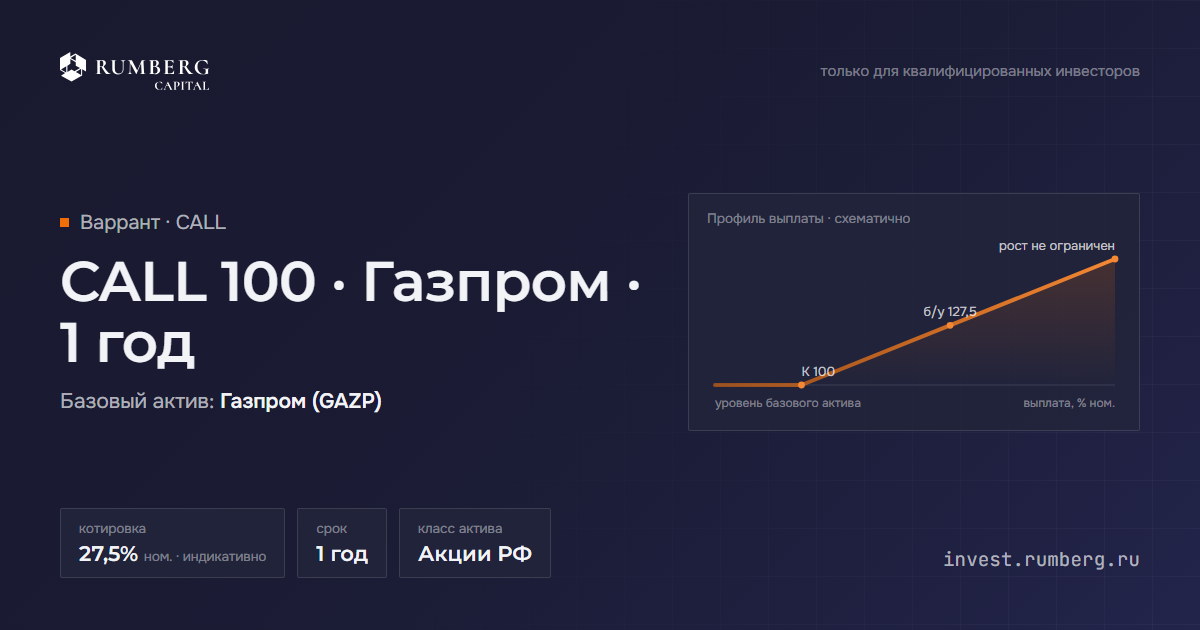 RUMBERG
CAPITAL
только для квалифицированных инвесторов
Варрант · CALL
CALL 100 · Газпром ·
1 год
Базовый актив: Газпром (GAZP)
Профиль выплаты · схематично
рост не ограничен
б/у 127,5
К 100
уровень базового актива
выплата, % ном.
котировка
27,5% ном. · индикативно
срок
1 год
класс актива
Акции РФ
invest.rumberg.ru